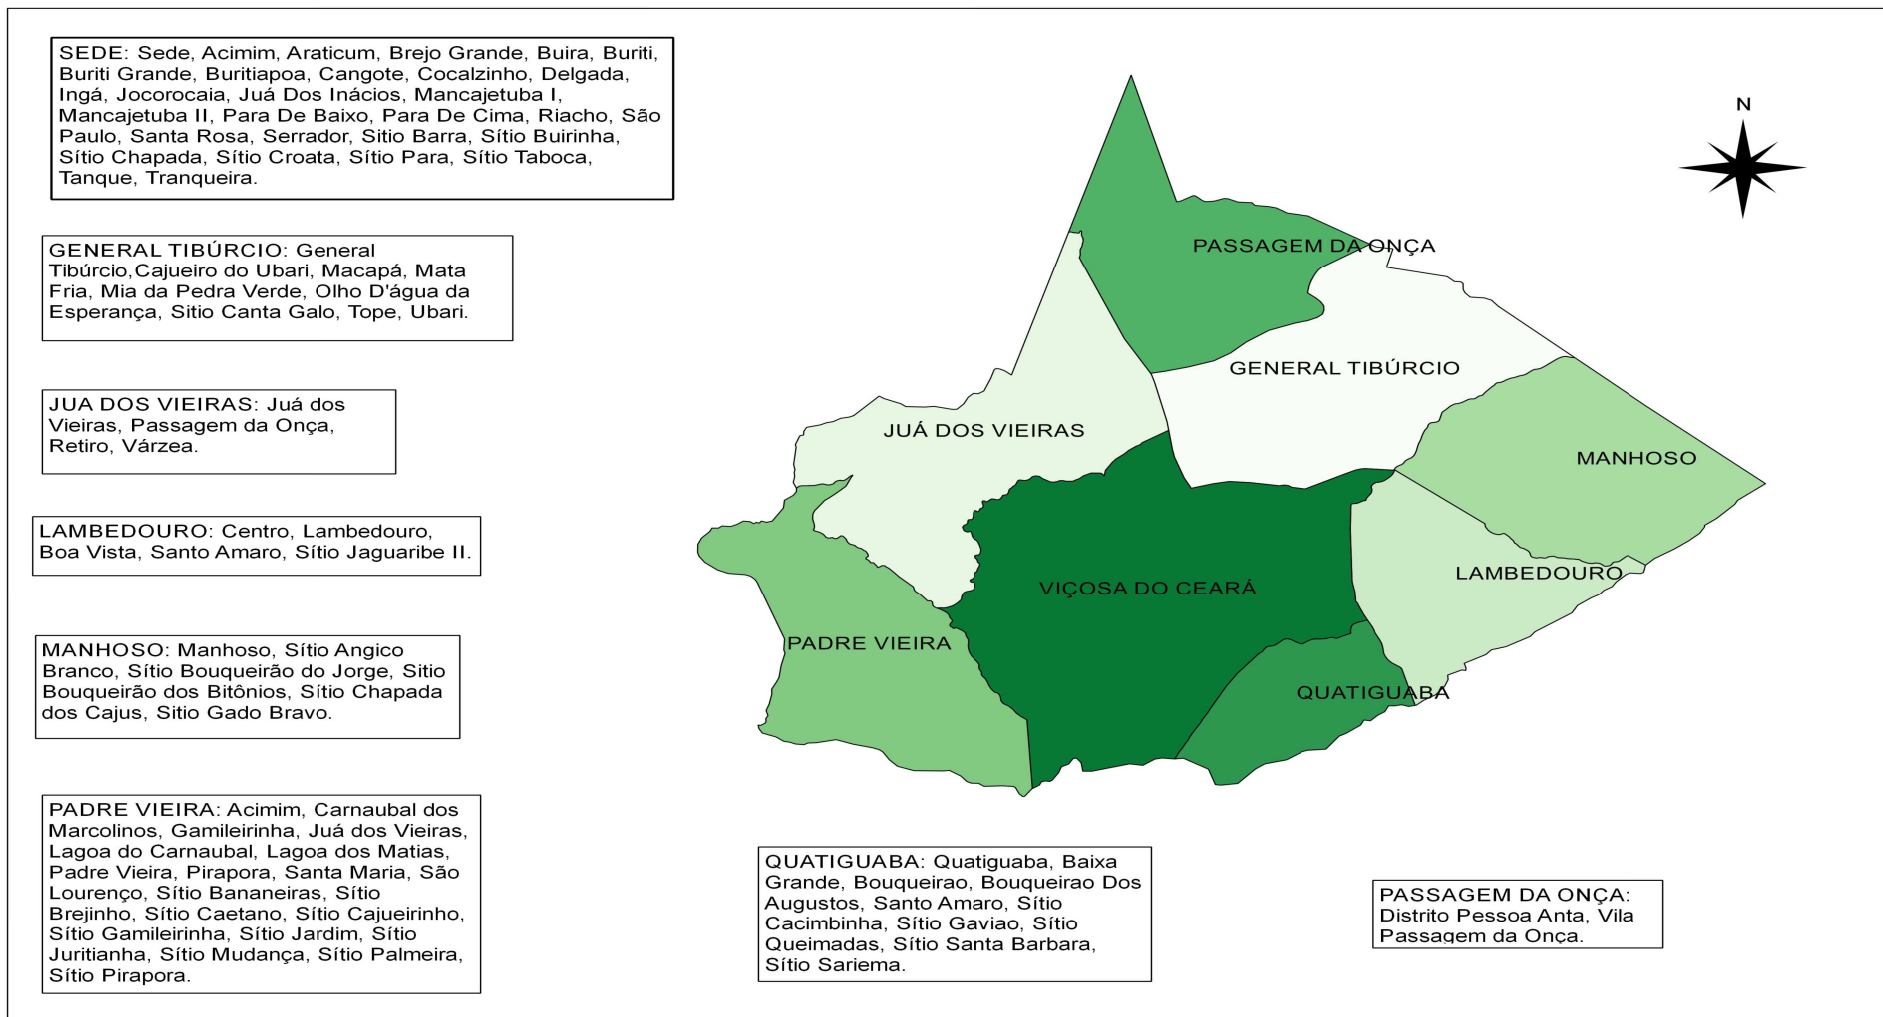 SEDE: Sede, Acimim, Araticum, Brejo Grande, Buira, Buriti,
Buriti Grande, Buritiapoa, Cangote, Cocalzinho, Delgada,
Ingá, Jocorocaia, Juá Dos Inácios, Mancajetuba I,
Mancajetuba II, Para De Baixo, Para De Cima, Riacho, São
Paulo, Santa Rosa, Serrador, Sitio Barra, Sítio Buirinha,
Sítio Chapada, Sítio Croata, Sítio Para, Sítio Taboca,
Tanque, Tranqueira.
GENERAL TIBÚRCIO: General
Tibúrcio,Cajueiro do Ubari, Macapá, Mata
Fria, Mia da Pedra Verde, Olho D'água da
Esperança, Sitio Canta Galo, Tope, Ubari.
JUA DOS VIEIRAS: Juá dos
Vieiras, Passagem da Onça,
Retiro, Várzea.
LAMBEDOURO: Centro, Lambedouro,
Boa Vista, Santo Amaro, Sítio Jaguaribe II.
MANHOSO: Manhoso, Sítio Angico
Branco, Sítio Bouqueirão do Jorge, Sitio
Bouqueirão dos Bitônios, Sítio Chapada
dos Cajus, Sitio Gado Bravo.
PADRE VIEIRA: Acimim, Carnaubal dos
Marcolinos, Gamileirinha, Juá dos Vieiras,
Lagoa do Carnaubal, Lagoa dos Matias,
Padre Vieira, Pirapora, Santa Maria, São
Lourenço, Sítio Bananeiras, Sítio
Brejinho, Sítio Caetano, Sítio Cajueirinho,
Sítio Gamileirinha, Sítio Jardim, Sítio
Juritianha, Sítio Mudança, Sítio Palmeira,
Sítio Pirapora.
N
PASSAGEM DA ONÇA
GENERAL TIBÚRCIO
JUÁ DOS VIEIRAS
MANHOSO
LAMBEDOURO
VIÇOSA DO CEARÁ
PADRE VIEIRA
QUATIGUABA
QUATIGUABA: Quatiguaba, Baixa
Grande, Bouqueirao, Bouqueirao Dos
Augustos, Santo Amaro, Sítio
Cacimbinha, Sítio Gaviao, Sítio
Queimadas, Sítio Santa Barbara,
Sítio Sariema.
PASSAGEM DA ONÇA:
Distrito Pessoa Anta, Vila
Passagem da Onça.